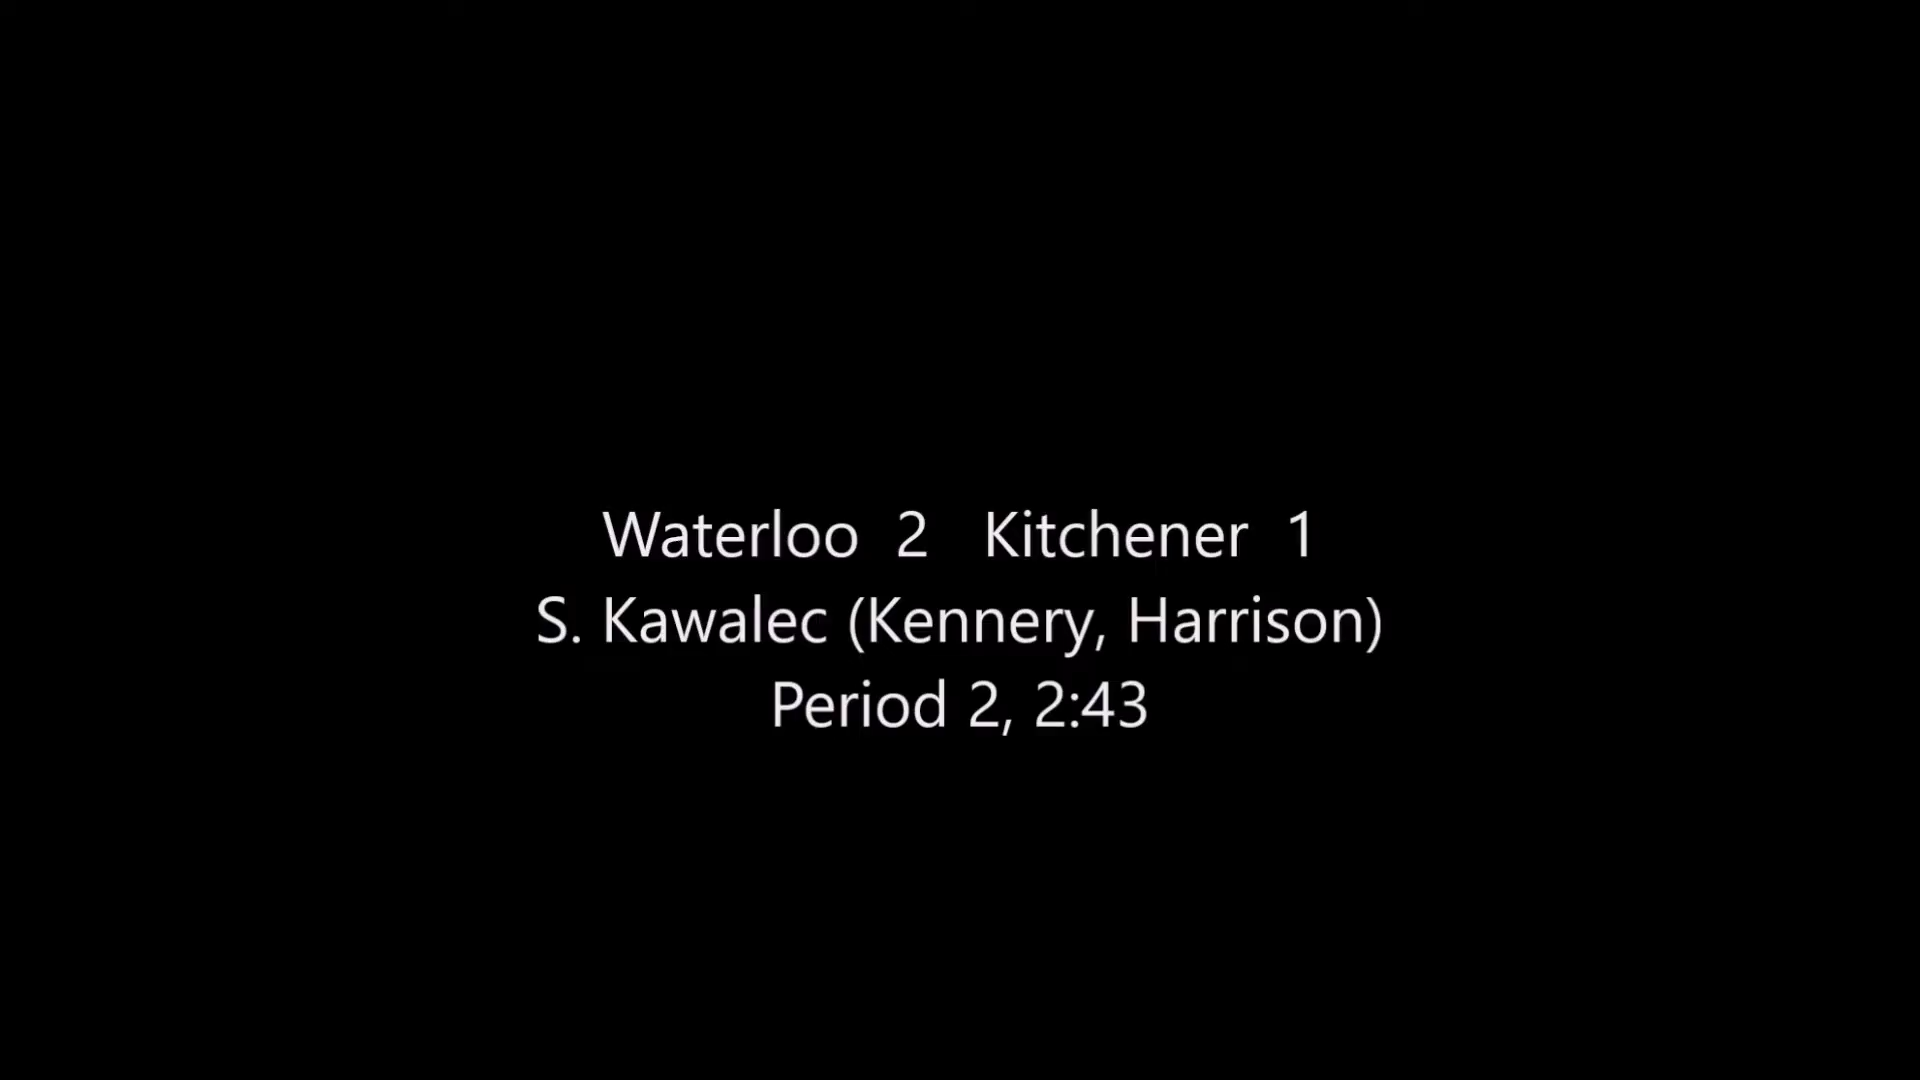 Waterloo 2 Kitchener 1
S. Kawalec (Kennery, Harrison)
Period 2, 2:43